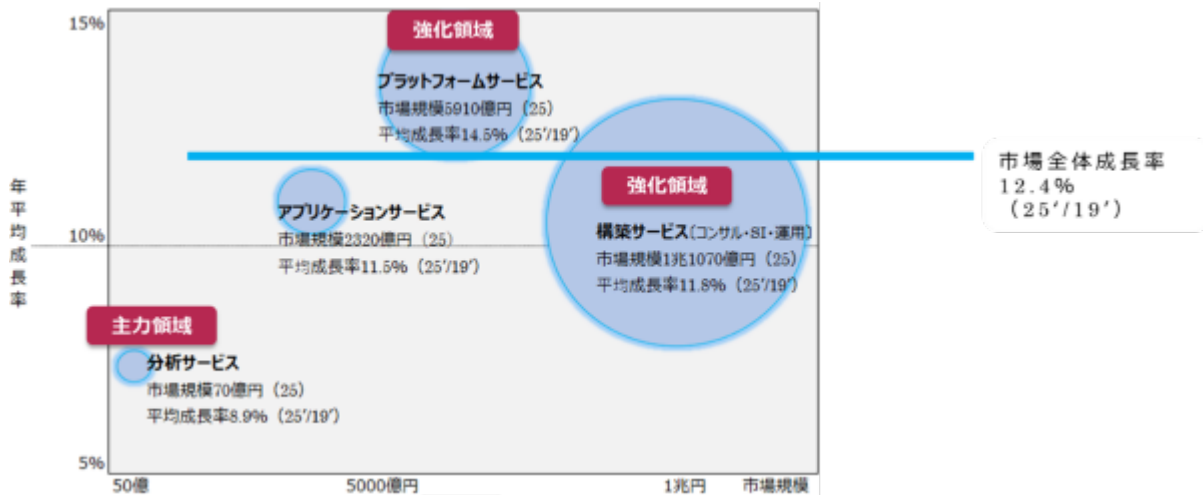 15%
強化領域
プラットフォームサービス
市場規模5910億円（25）
平均成長率14.5%（25'/19'）
市場全体成長率
12.4%
（25'/19'）
強化領域
アプリケーションサービス
市場規模2320億円（25）
平均成長率11.5%（25'/19'）
構築サービス〔コンサル・SI・運用〕
市場規模1兆1070億円（25）
平均成長率11.8%（25'/19'）
年平均成長率
10%
主力領域
分析サービス
市場規模70億円（25）
平均成長率8.9%（25'/19'）
5%
50億
5000億円
1兆円
市場規模